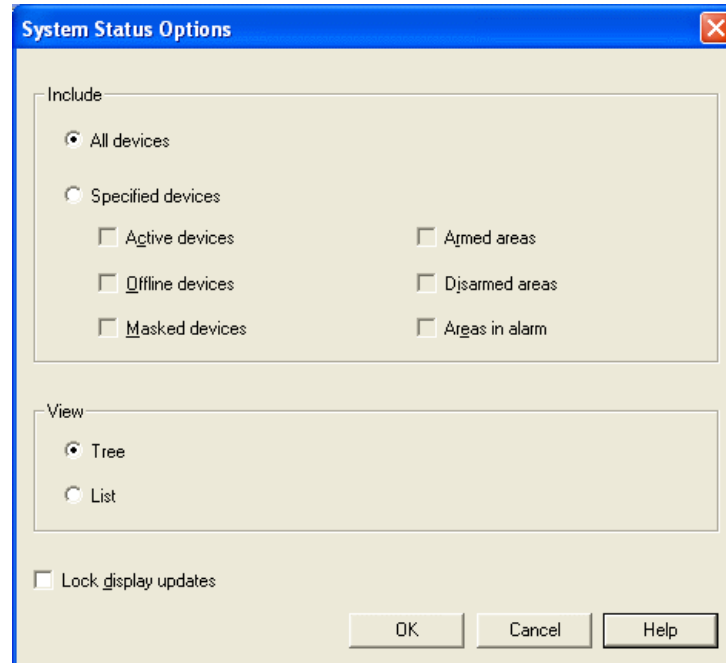 System Status Options
Include
All devices
Specified devices
Active devices
Armed areas
Offline devices
Disarmed areas
Masked devices
Areas in alarm
View
Tree
List
Lock display updates
OK
Cancel
Help